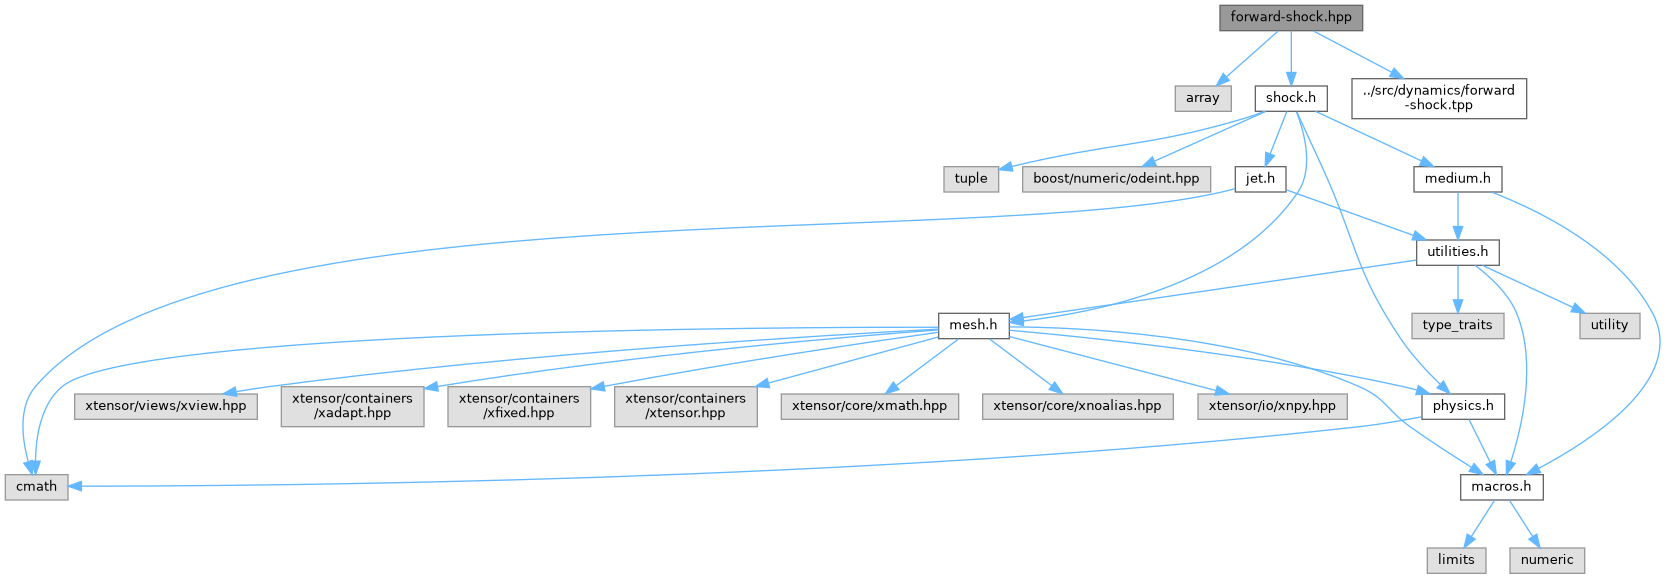 forward-shock.hpp
array
shock.h
../src/dynamics/forward
-shock.tpp
tuple
boost/numeric/odeint.hpp
jet.h
medium.h
utilities.h
mesh.h
type_traits
utility
xtensor/views/xview.hpp
xtensor/containers
/xadapt.hpp
xtensor/containers
/xfixed.hpp
xtensor/containers
/xtensor.hpp
xtensor/core/xmath.hpp
xtensor/core/xnoalias.hpp
xtensor/io/xnpy.hpp
physics.h
cmath
macros.h
limits
numeric